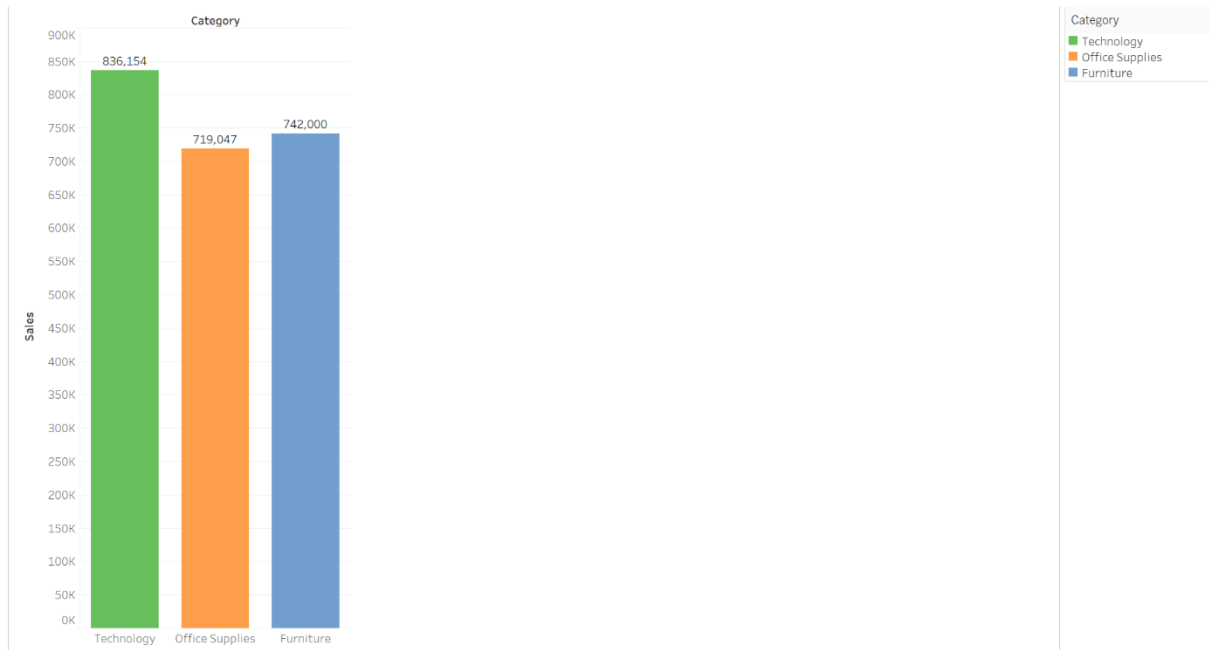 Category
900K
850K
800K
750K
700K
650K
600K
550K
500K
450K
400K
350K
300K
250K
200K
150K
100K
50K
0K
Sales
836,154
719,047
742,000
Technology Office Supplies Furniture
Category
Technology
Office Supplies
Furniture